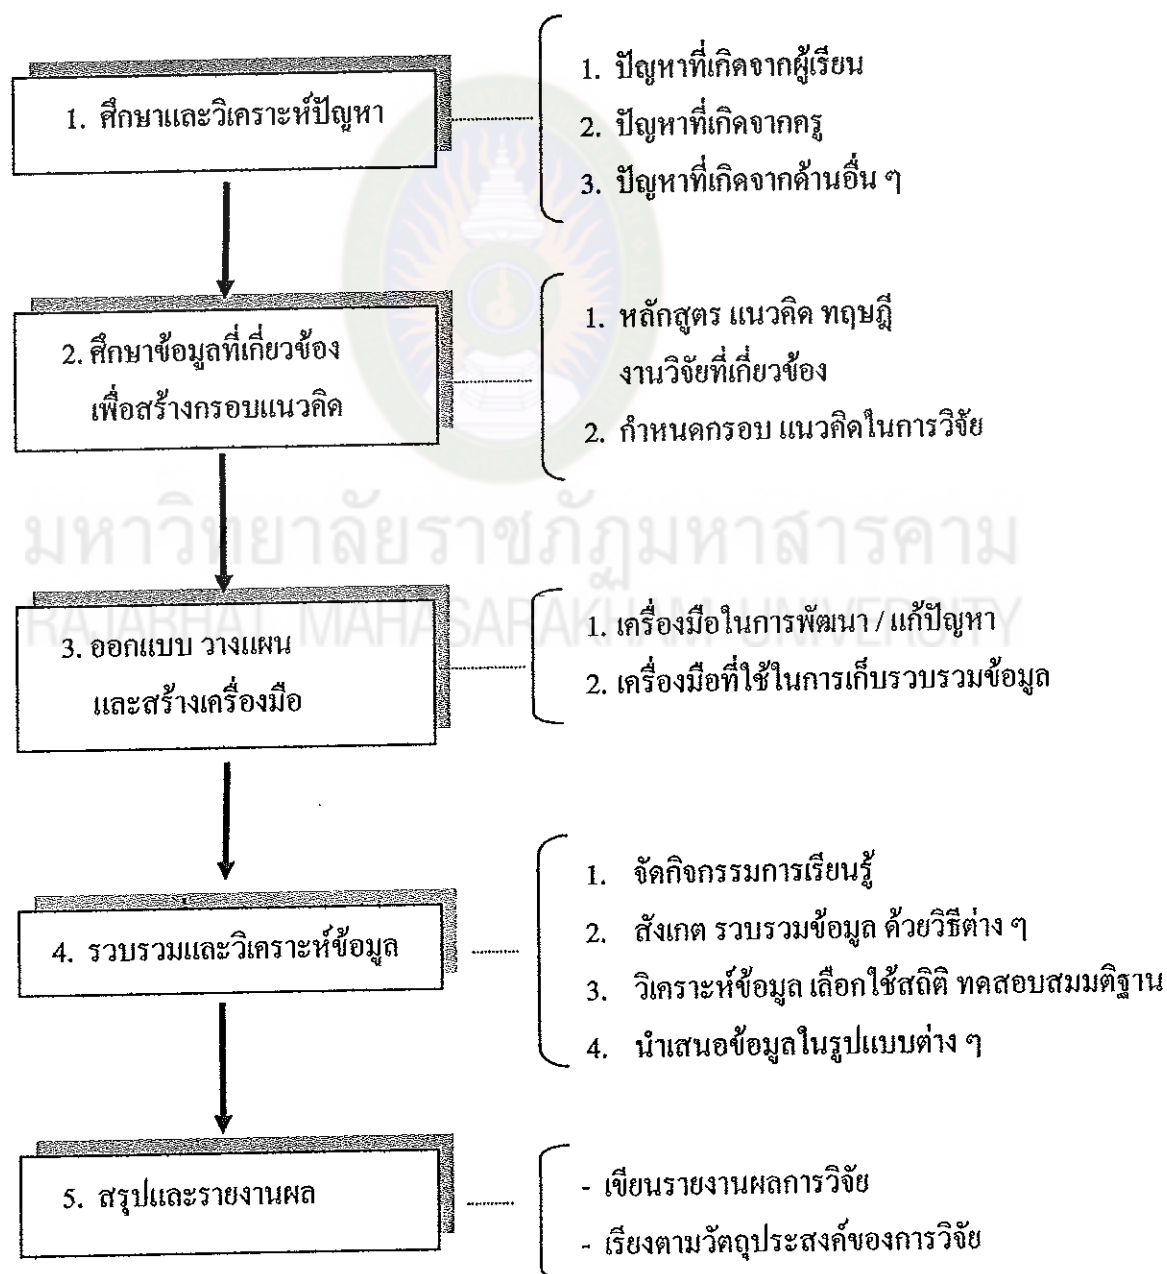 1. ศึกษาและวิเคราะห์ปัญหา
1. ปัญหาที่เกิดจากผู้เรียน
2. ปัญหาที่เกิดจากครู
3. ปัญหาที่เกิดจากด้านอื่น ๆ
2. ศึกษาข้อมูลที่เกี่ยวข้อง
เพื่อสร้างกรอบแนวคิด
1. หลักสูตร แนวคิด ทฤษฎี
งานวิจัยที่เกี่ยวข้อง
2. กำหนดกรอบ แนวคิดในการวิจัย
มหาวิทยาลัยราชภัฏมหาสารคาม
RAJABHAT MAHASARAKHAM UNIVERSITY
3. ออกแบบ วางแผน
และสร้างเครื่องมือ
1. เครื่องมือในการพัฒนา / แก้ปัญหา
2. เครื่องมือที่ใช้ในการเก็บรวบรวมข้อมูล
4. รวบรวมและวิเคราะห์ข้อมูล
1. จัดกิจกรรมการเรียนรู้
2. สังเกต รวบรวมข้อมูล ด้วยวิธีต่าง ๆ
3. วิเคราะห์ข้อมูล เลือกใช้สถิติ ทดสอบสมมติฐาน
4. นำเสนอข้อมูลในรูปแบบต่าง ๆ
5. สรุปและรายงานผล
- เขียนรายงานผลการวิจัย
- เรียงตามวัตถุประสงค์ของการวิจัย